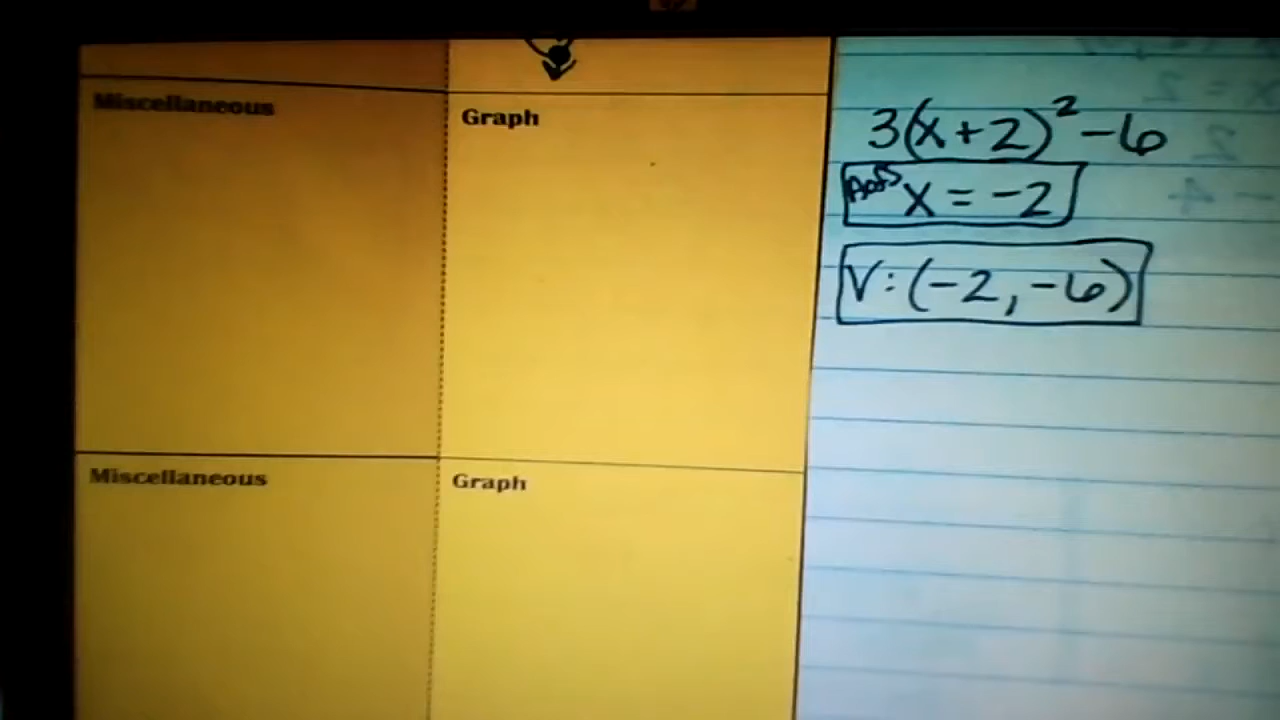 Miscellaneous
Graph
3(x+2)²-6
AoS x = -2
V: (-2, -6)
Miscellaneous
Graph